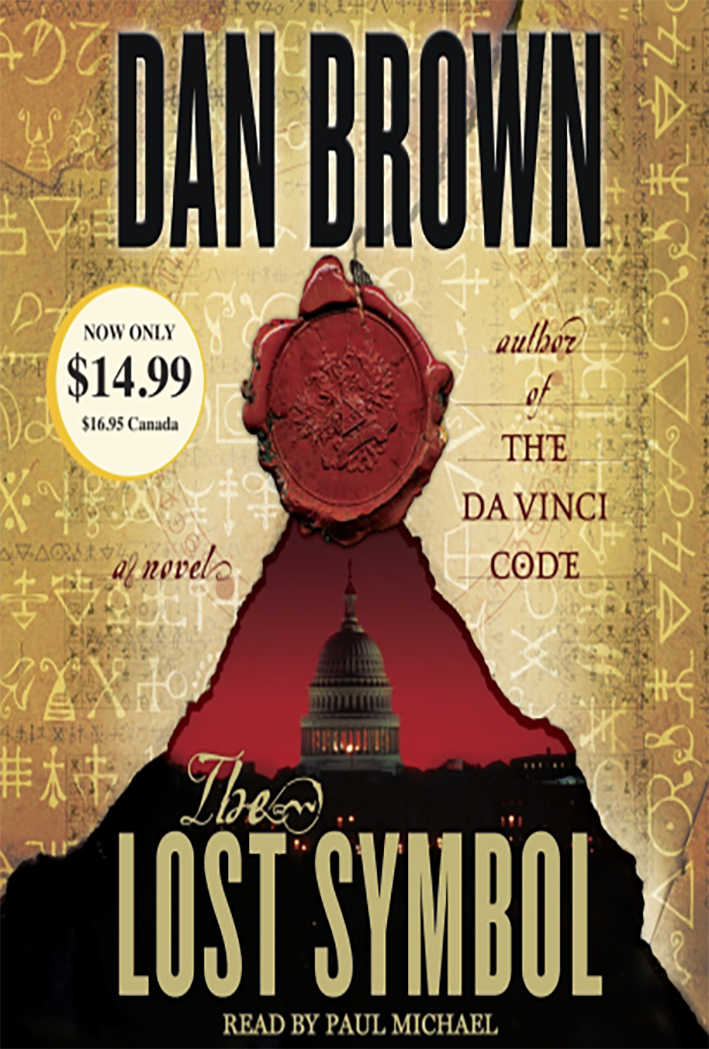 DAN BROWN
NOW ONLY
$14.99
$16.95 Canada
author
of
THE
DA VINCI
CODE
a novel
The
LOST SYMBOL
READ BY PAUL MICHAEL